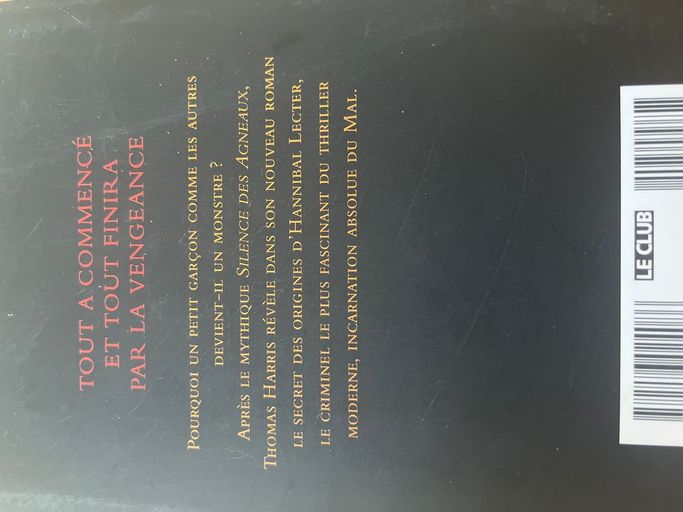 TOUT A COMMENCÉ
ET TOUT FINIRA
PAR LA VENGEANCE
POURQUOI UN PETIT GARÇON COMME LES AUTRES
DEVIENT-IL UN MONSTRE ?
APRÈS LE MYTHIQUE SILENCE DES AGNEAUX,
THOMAS HARRIS RÉVÈLE DANS SON NOUVEAU ROMAN
LE SECRET DES ORIGINES D'HANNIBAL LECTER,
LE CRIMINEL LE PLUS FASCINANT DU THRILLER
MODERNE, INCARNATION ABSOLUE DU MAL.
LE CLUB